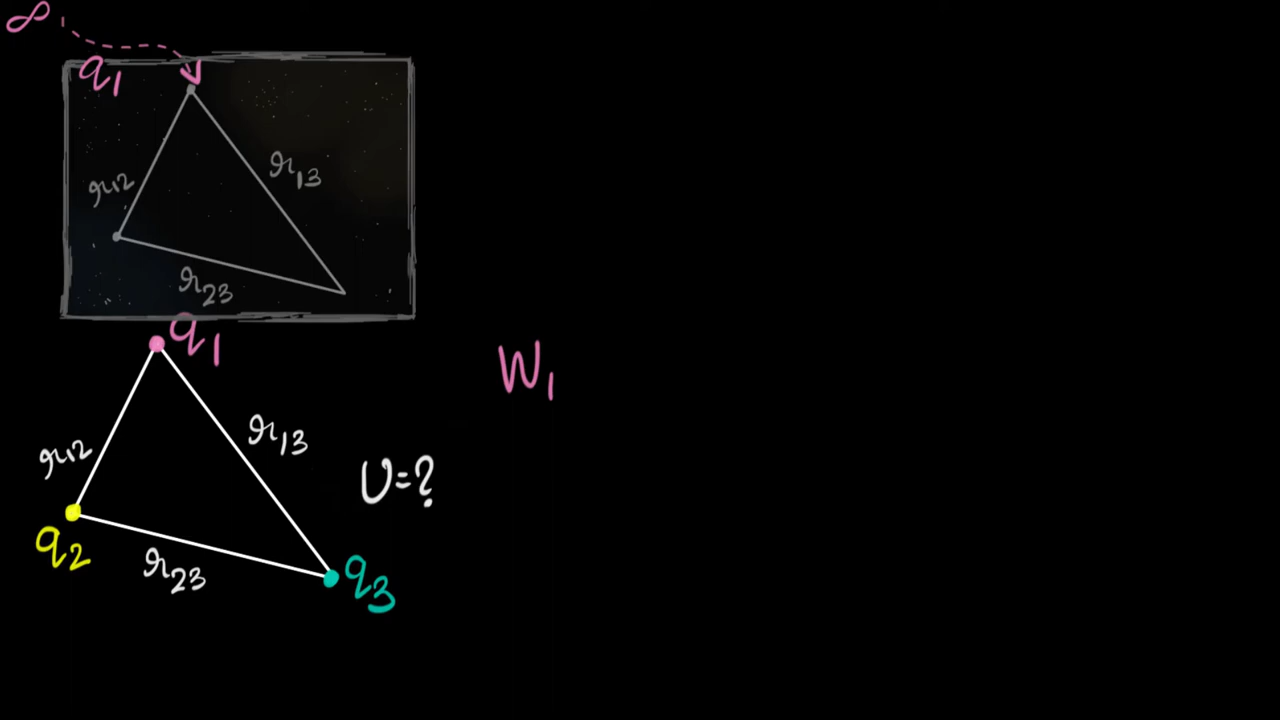 ∞
q₁
r₁₂
r₁₃
r₂₃
q₁
W₁
r₁₂
r₁₃
U=?
q₂
r₂₃
q₃